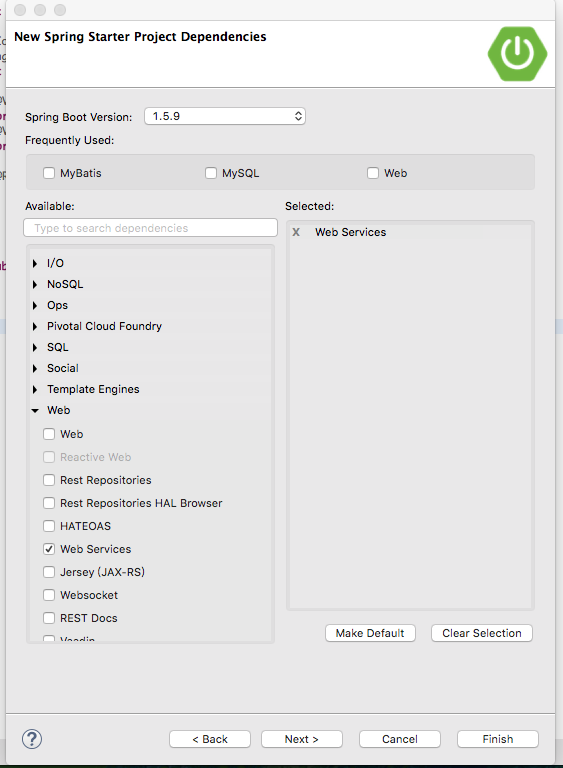 New Spring Starter Project Dependencies
Spring Boot Version: 1.5.9
Frequently Used:
MyBatis MySQL Web
Available: Selected:
Type to search dependencies
X Web Services
I/O
NoSQL
Ops
Pivotal Cloud Foundry
SQL
Social
Template Engines
Web
Web
Reactive Web
Rest Repositories
Rest Repositories HAL Browser
HATEOAS
Web Services
Jersey (JAX-RS)
Websocket
REST Docs
Vaadin
Make Default Clear Selection
? < Back Next > Cancel Finish